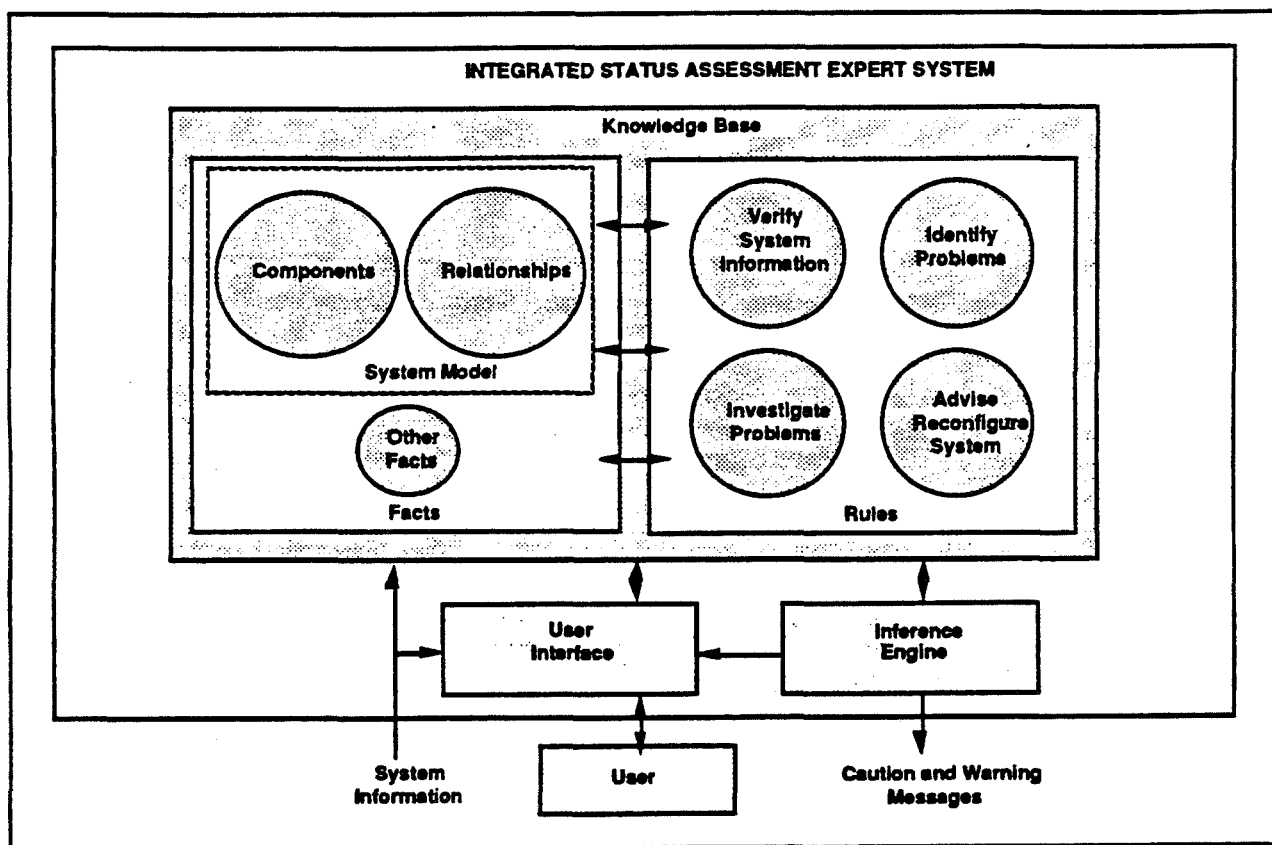 INTEGRATED STATUS ASSESSMENT EXPERT SYSTEM
Knowledge Base
Components
Relationships
System Model
Other
Facts
Facts
Verify
System
Information
Identify
Problems
Investigate
Problems
Advise
Reconfigure
System
Rules
User
Interface
Inference
Engine
System
Information
User
Caution and Warning
Messages